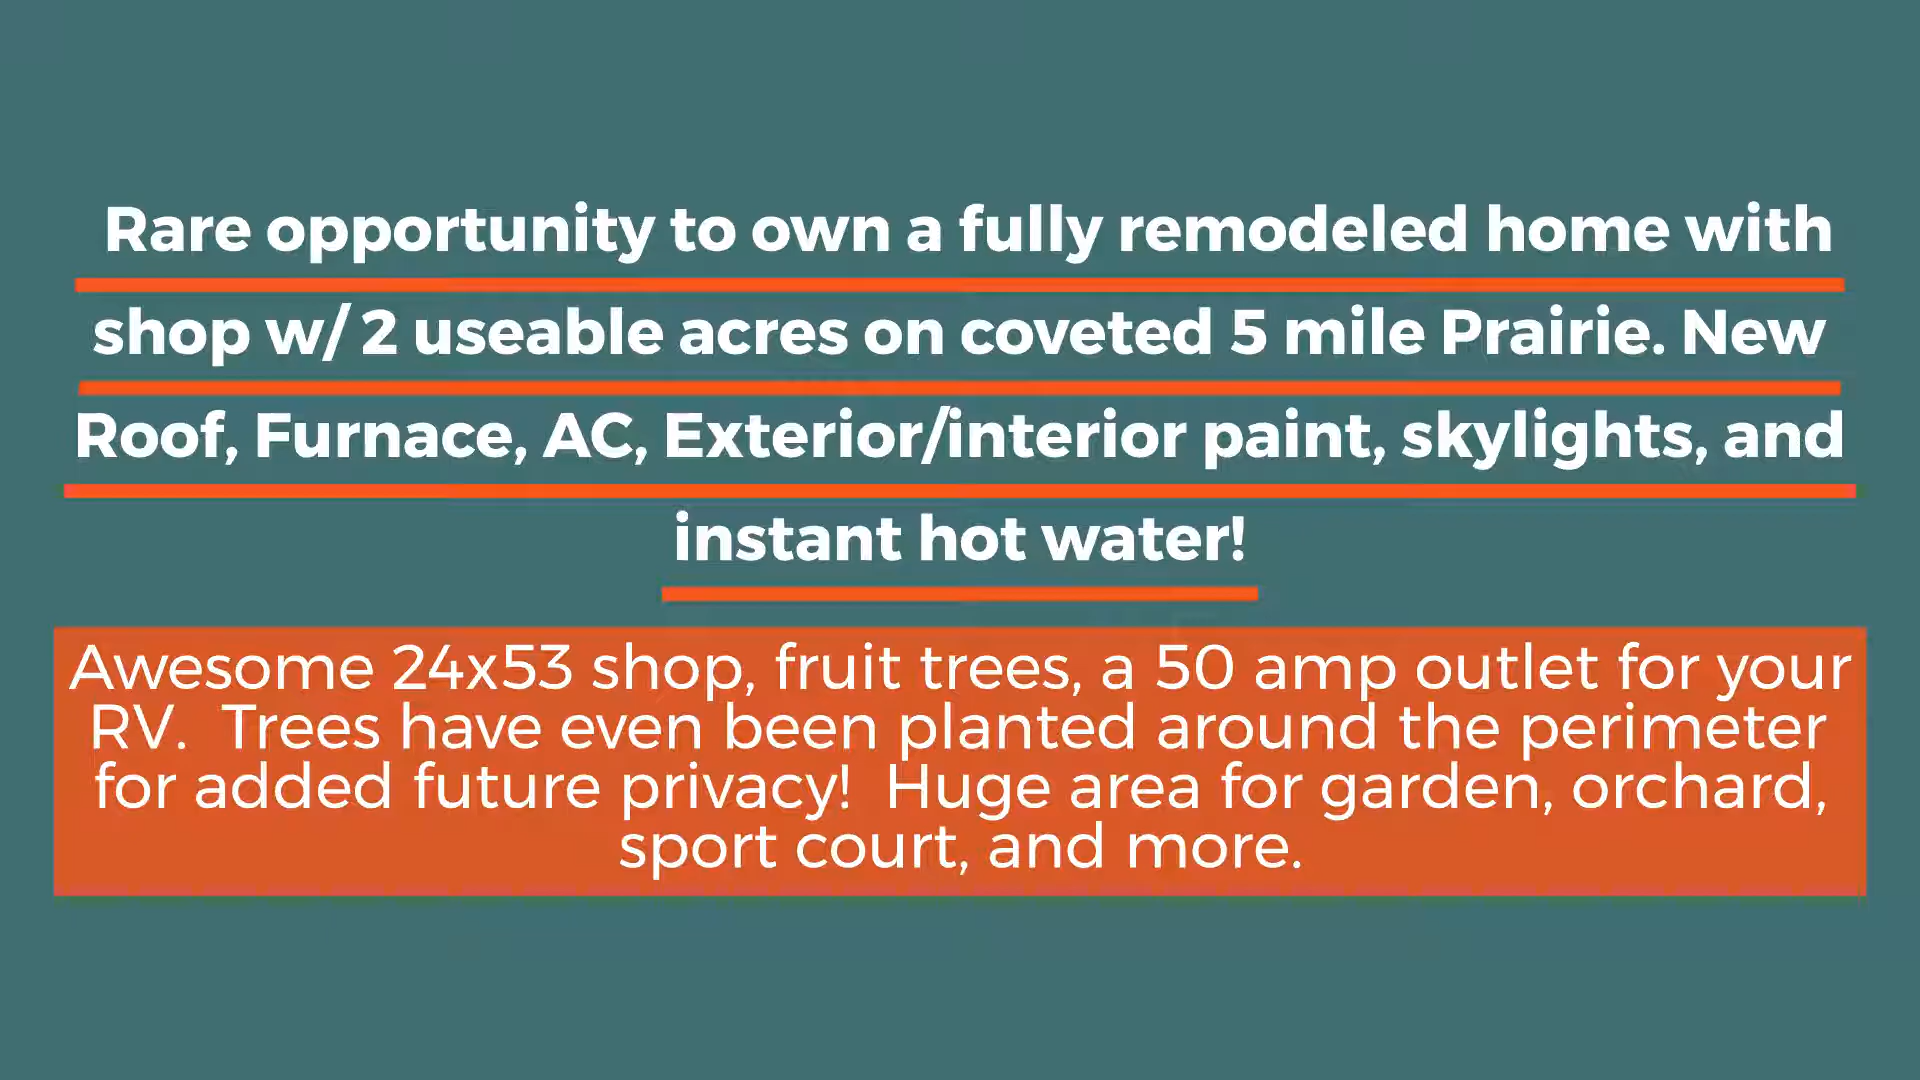 Rare opportunity to own a fully remodeled home with
shop w/ 2 useable acres on coveted 5 mile Prairie. New
Roof, Furnace, AC, Exterior/interior paint, skylights, and
instant hot water!
Awesome 24x53 shop, fruit trees, a 50 amp outlet for your
RV.  Trees have even been planted around the perimeter
for added future privacy!  Huge area for garden, orchard,
sport court, and more.